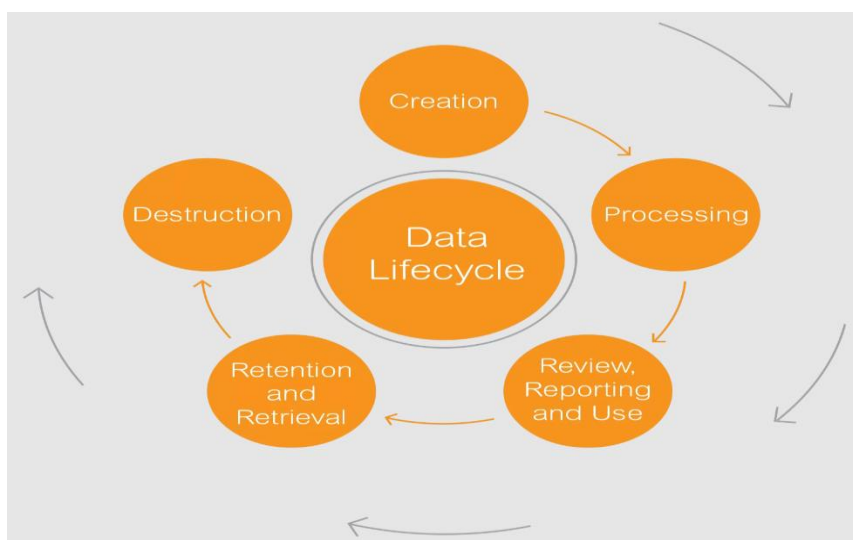 Creation
Processing
Review,
Reporting
and Use
Retention
and
Retrieval
Destruction
Data
Lifecycle